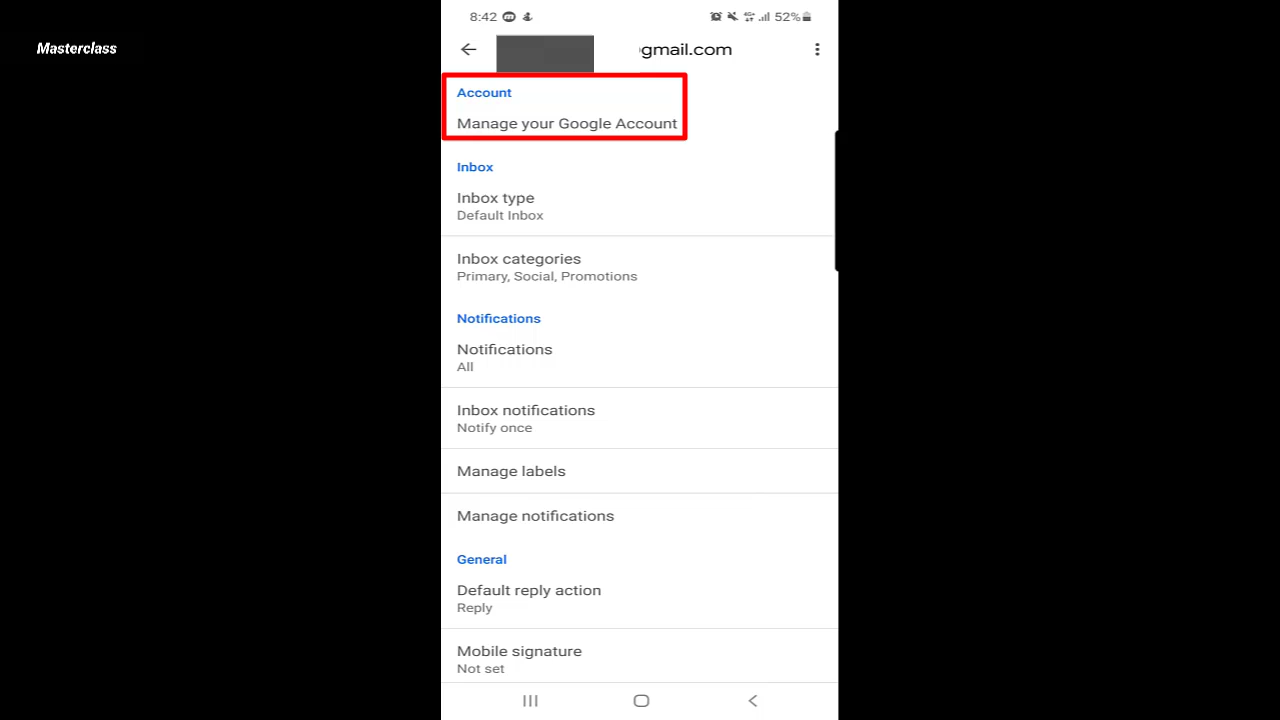 8:42
52%
Masterclass
gmail.com
Account
Manage your Google Account
Inbox
Inbox type
Default Inbox
Inbox categories
Primary, Social, Promotions
Notifications
Notifications
All
Inbox notifications
Notify once
Manage labels
Manage notifications
General
Default reply action
Reply
Mobile signature
Not set